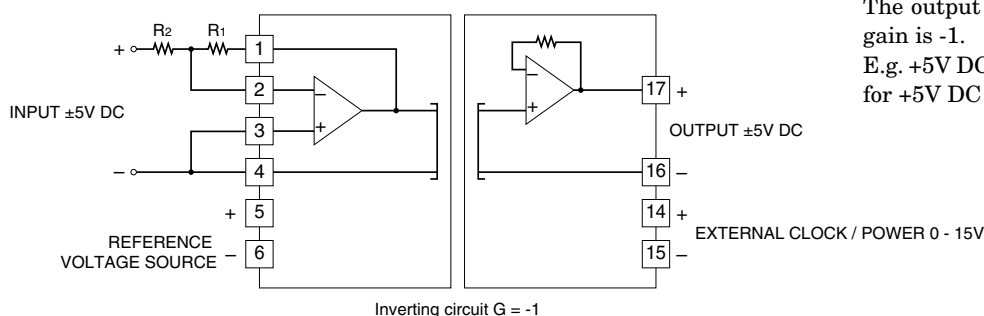 The output
gain is -1.
E.g. +5V DC
for +5V DC
+ R2 R1 1
2 −
INPUT ±5V DC
3 +
− 4
+ 5
REFERENCE
VOLTAGE SOURCE − 6
−
+
17 +
OUTPUT ±5V DC
16 −
14 +
EXTERNAL CLOCK / POWER 0 - 15V
15 −
Inverting circuit G = -1